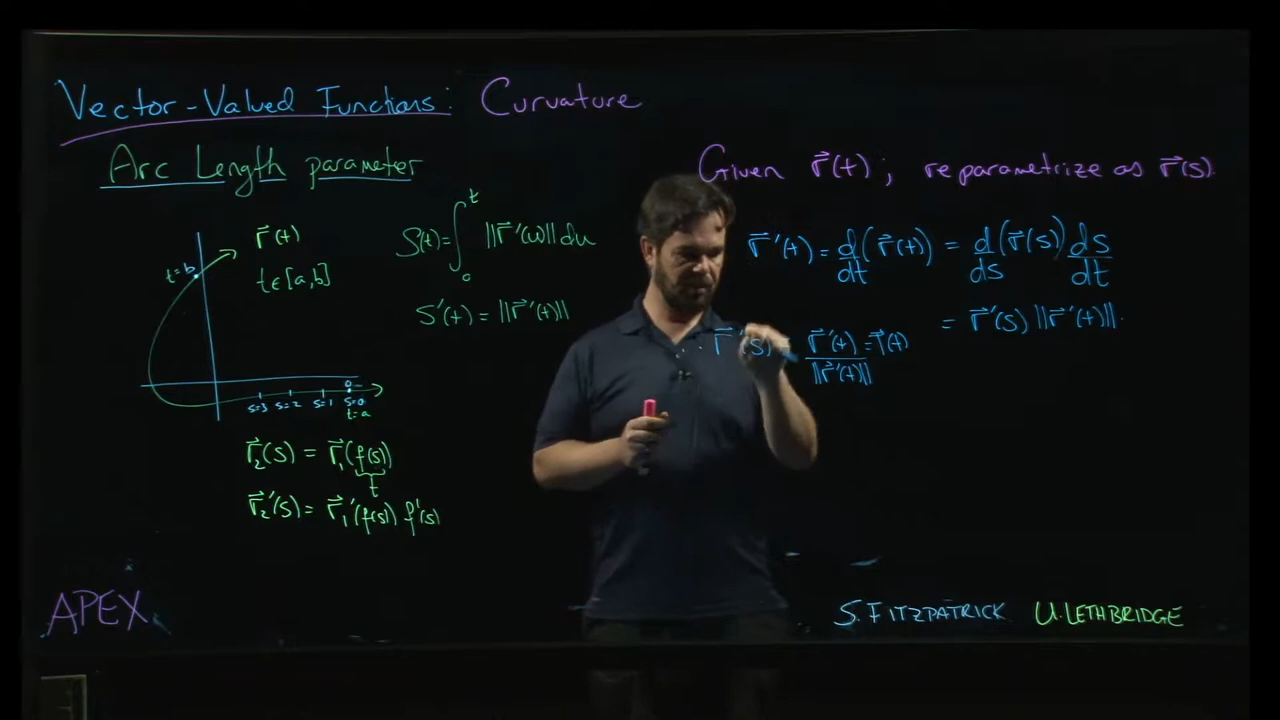 Vector-Valued Functions: Curvature
Arc Length parameter
r⃗(t)
t∈[a,b]
t=b
s=3 s=2 s=1 s=0
t=a
S(t)=∫₀ᵗ ||r⃗'(u)|| du
S'(t) = ||r⃗'(t)||
r⃗₂(s) = r⃗₁(f(s))
t
r⃗₂'(s) = r⃗₁'(f(s)) f'(s)
Given r⃗(t); reparametrize as r⃗(s).
r⃗'(t) = d/dt (r⃗(t)) = d/ds (r⃗(s)) ds/dt
= r⃗'(s) ||r⃗'(t)||.
r⃗'(s) = r⃗'(t)/||r⃗'(t)|| = T⃗(t)
APEX
S. FITZPATRICK U. LETHBRIDGE